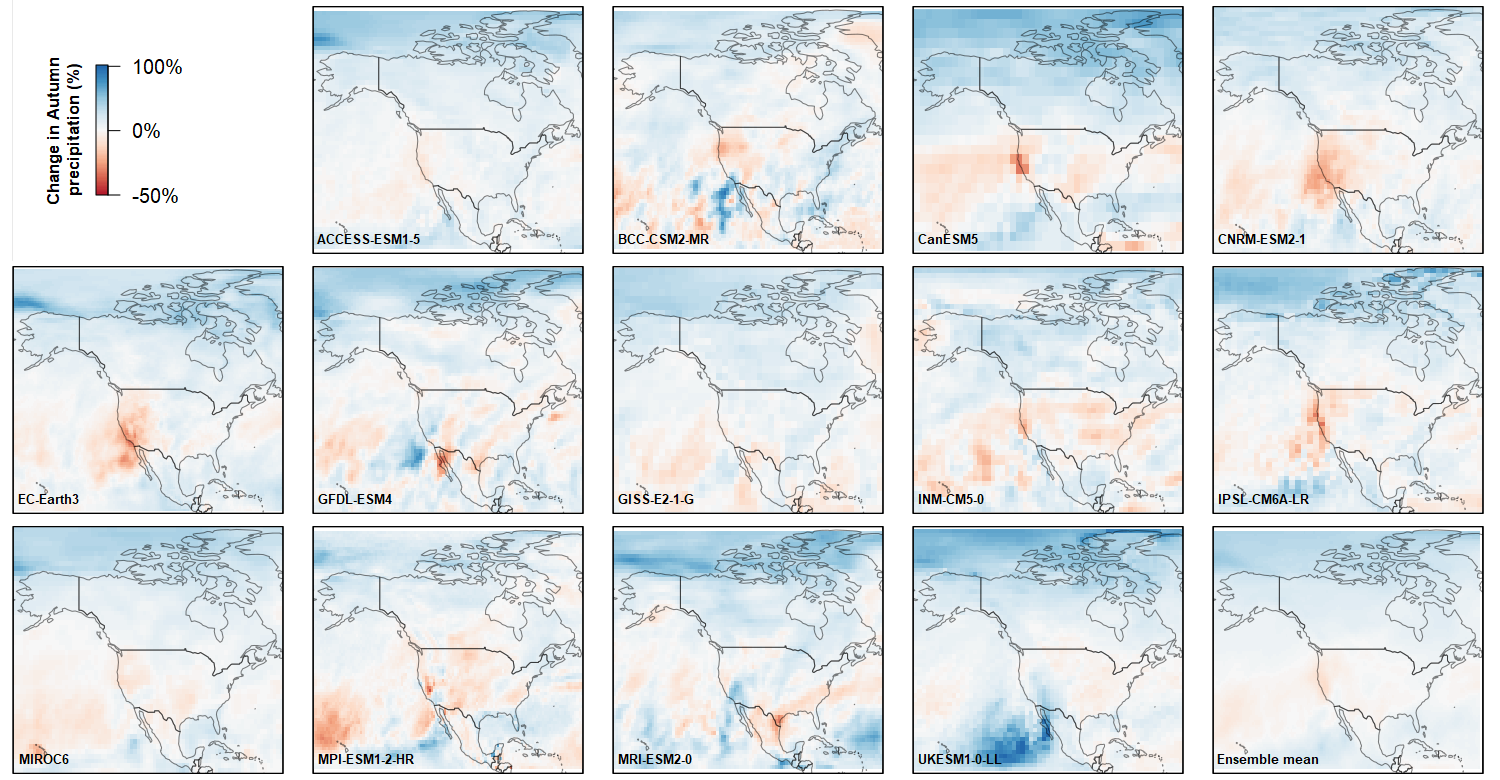 Change in Autumn
precipitation (%)
100%
0%
-50%
ACCESS-ESM1-5
BCC-CSM2-MR
CanESM5
CNRM-ESM2-1
EC-Earth3
GFDL-ESM4
GISS-E2-1-G
INM-CM5-0
IPSL-CM6A-LR
MIROC6
MPI-ESM1-2-HR
MRI-ESM2-0
UKESM1-0-LL
Ensemble mean